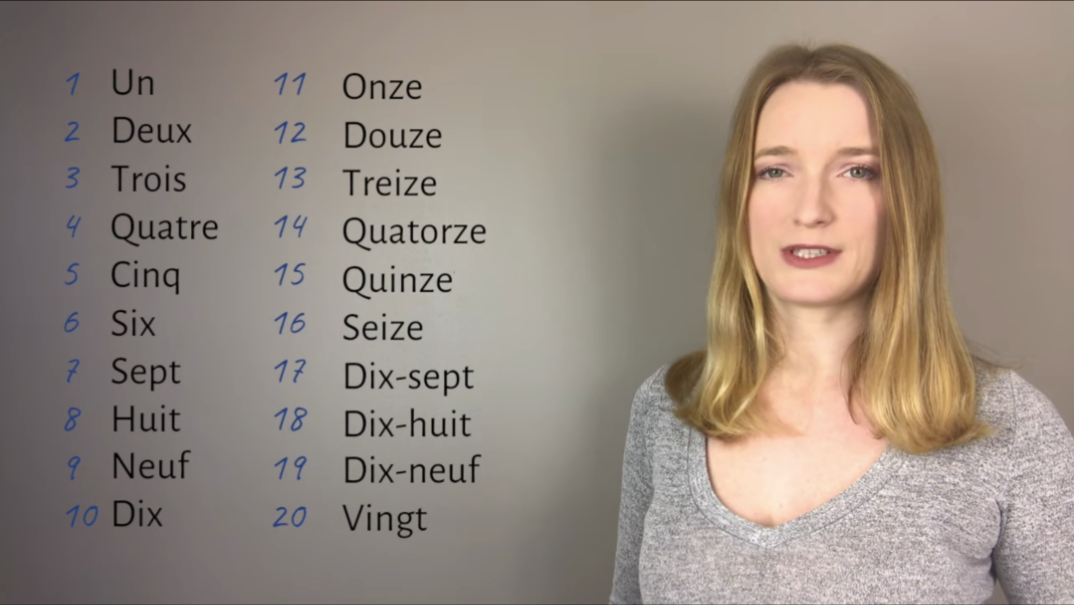 1 Un
2 Deux
3 Trois
4 Quatre
5 Cinq
6 Six
7 Sept
8 Huit
9 Neuf
10 Dix
11 Onze
12 Douze
13 Treize
14 Quatorze
15 Quinze
16 Seize
17 Dix-sept
18 Dix-huit
19 Dix-neuf
20 Vingt